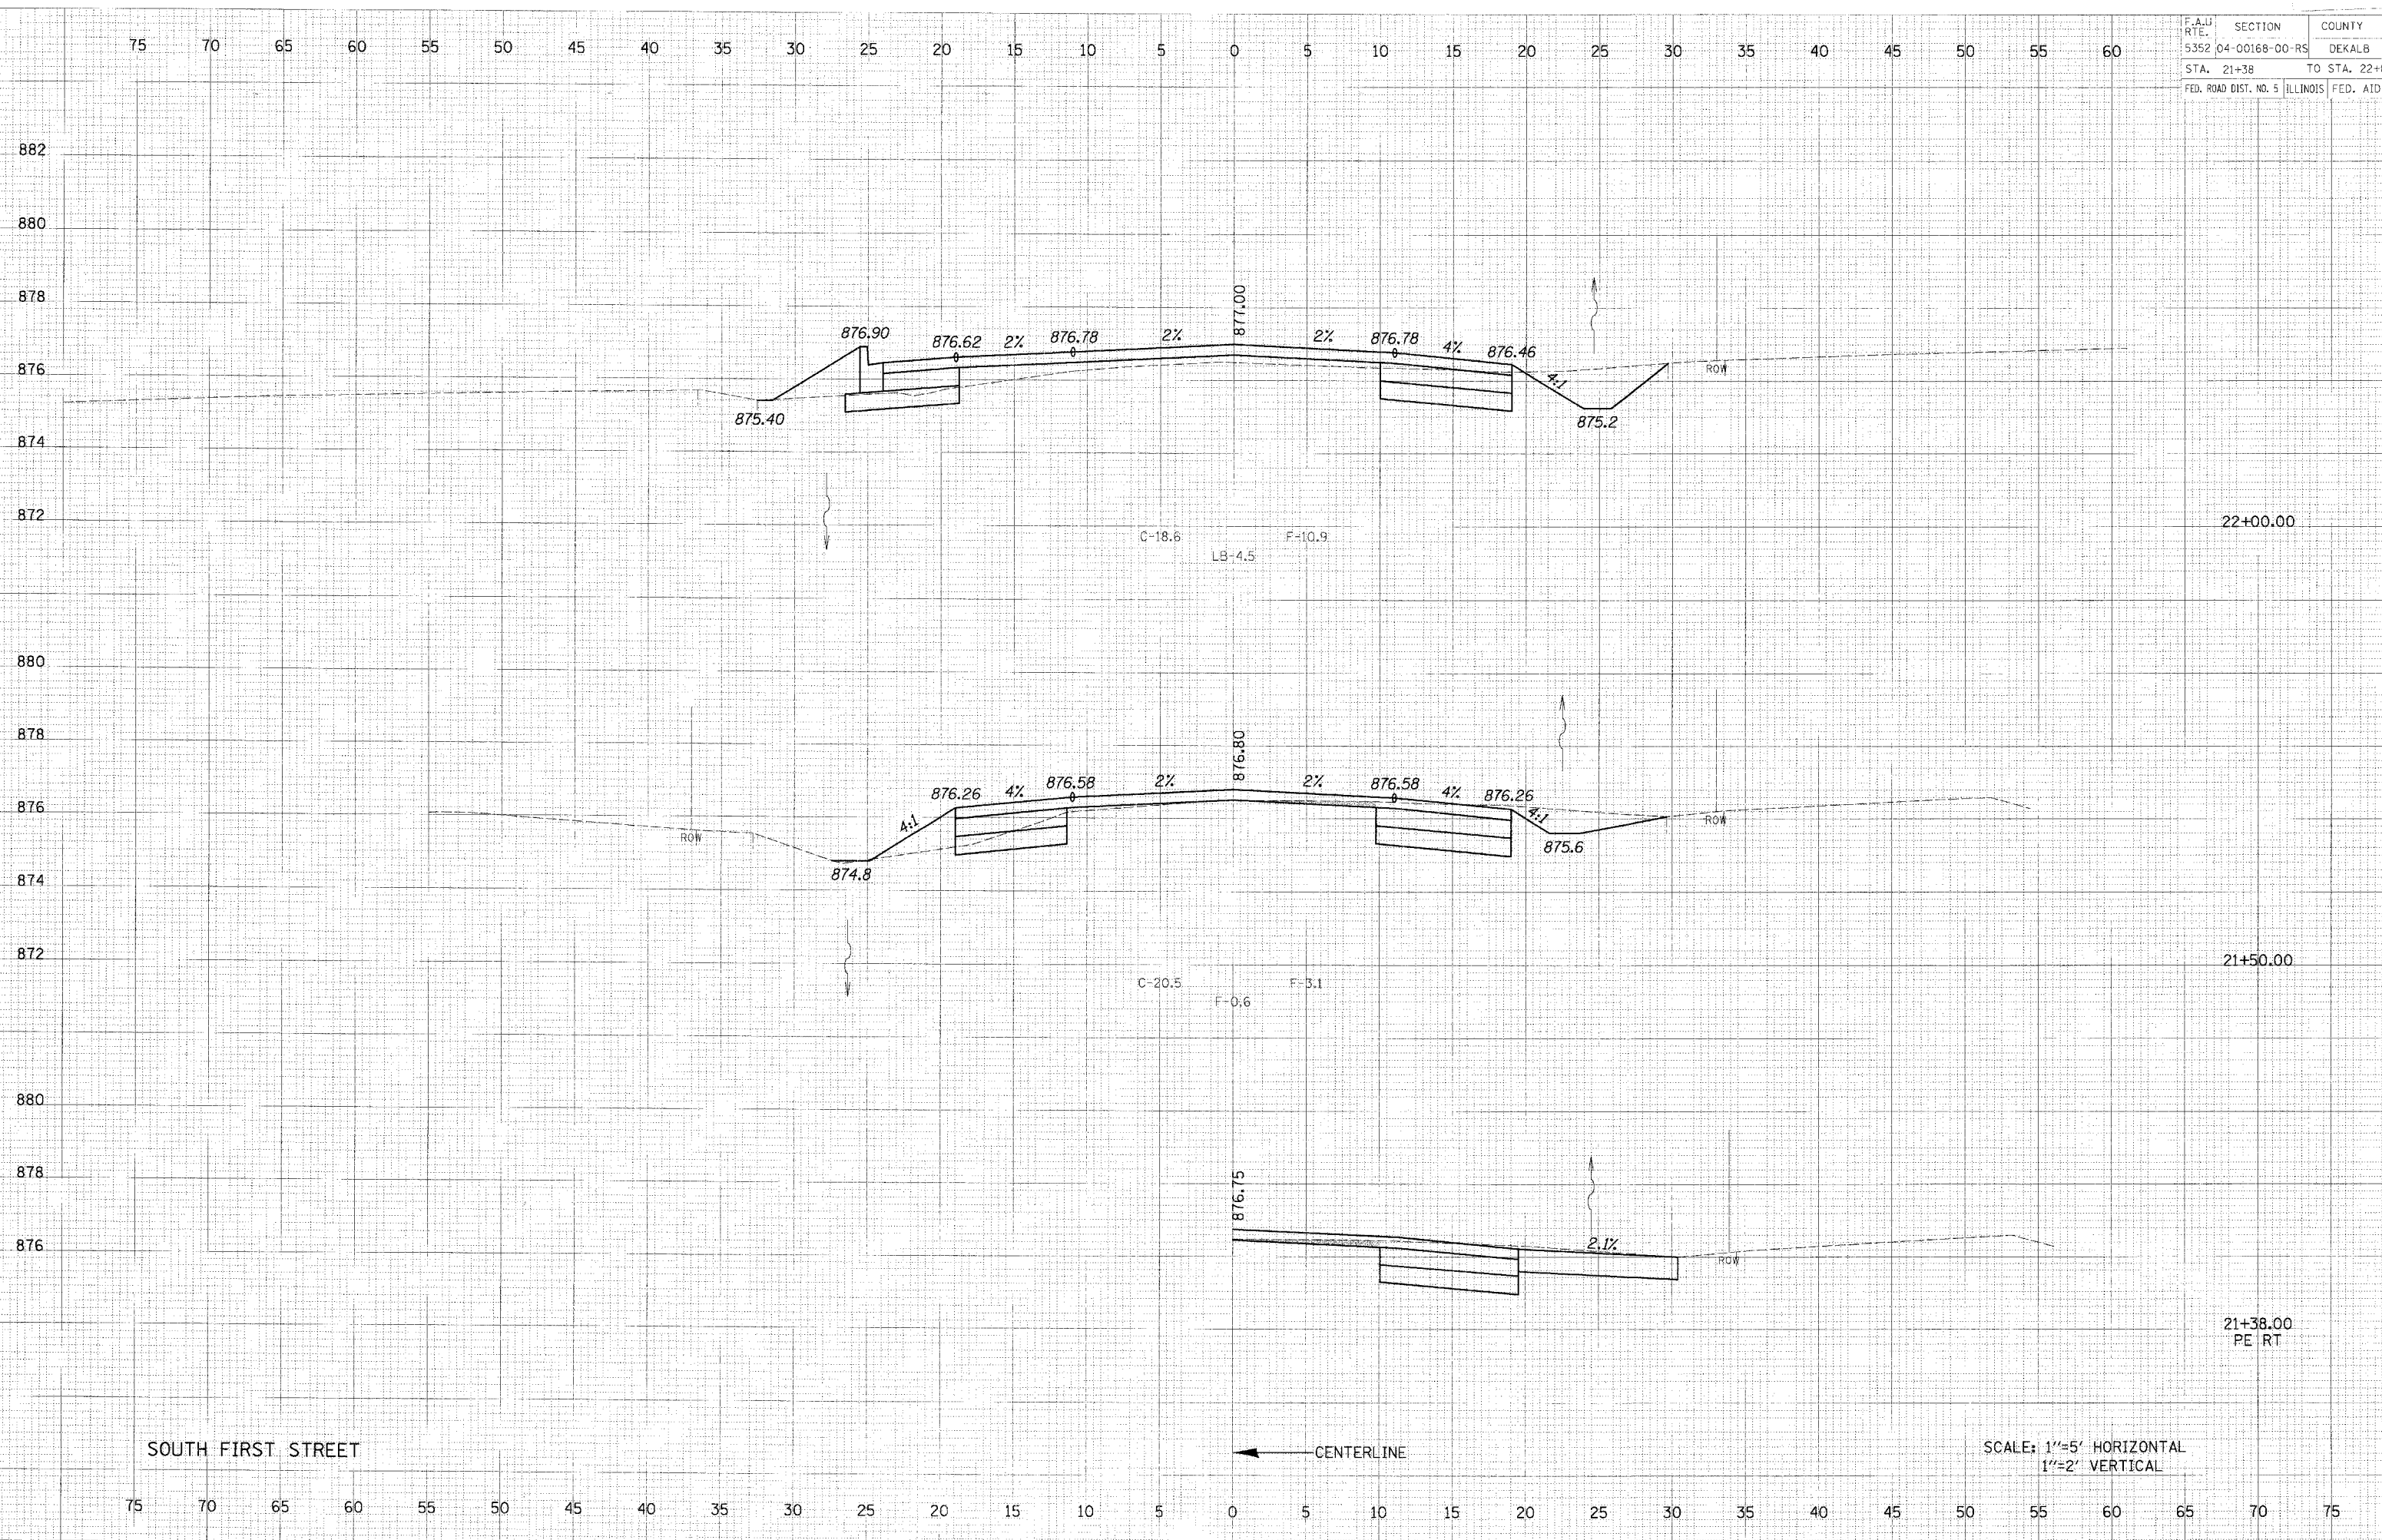 F.A.U RTE. SECTION COUNTY
5352 04-00168-00-RS DEKALB
STA. 21+38 TO STA.
FED. ROAD DIST. NO. 5 ILLINOIS FED. AID
75 70 65 60 55 50 45 40 35 30 25 20 15 10 5 0 5 10 15 20 25 30 35 40 45 50 55 60
882
880
878
877.00
876.90 876.62 2% 876.78 2% 2% 876.78 4% 876.46
876
ROW
4:1
875.40 875.2
874
872
22+00.00
C-18.6 F-10.9
LB-4.5
880
878
876.80
876.26 4% 876.58 2% 2% 876.58 4% 876.26
876
4:1 4:1
ROW ROW
875.6
874.8
874
872
21+50.00
C-20.5 F-3.1
F-0.6
880
878
876.75
876
2.1%
ROW
21+38.00
PE RT
SOUTH FIRST STREET
CENTERLINE
SCALE: 1"=5' HORIZONTAL
1"=2' VERTICAL
75 70 65 60 55 50 45 40 35 30 25 20 15 10 5 0 5 10 15 20 25 30 35 40 45 50 55 60 65 70 75